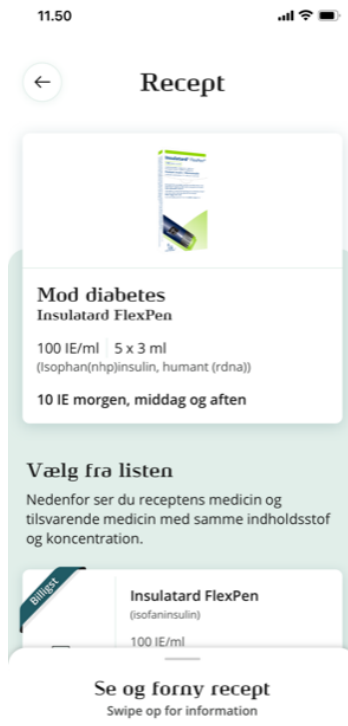 11.50
Recept
Insulatard® FlexPen®
Mod diabetes
Insulatard FlexPen
100 IE/ml | 5 x 3 ml
(Isophan(nhp)insulin, humant (rdna))
10 IE morgen, middag og aften
Vælg fra listen
Nedenfor ser du receptens medicin og
tilsvarende medicin med samme indholdsstof
og koncentration.
Billigst
Insulatard FlexPen
(isofaninsulin)
100 IE/ml
Se og forny recept
Swipe op for information